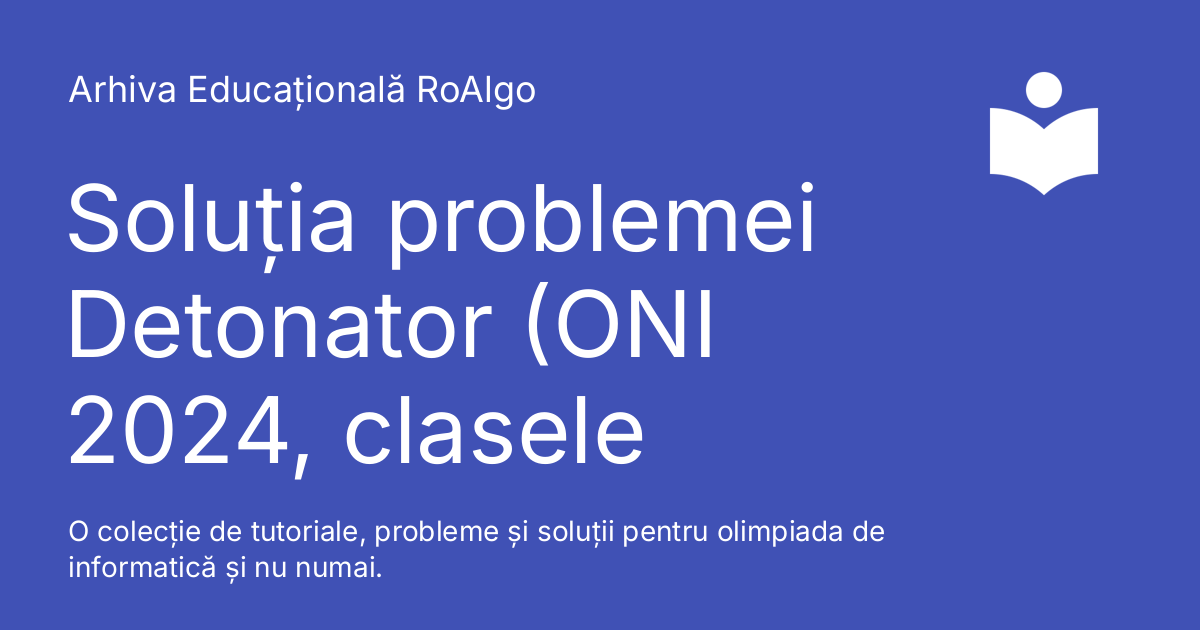 Arhiva Educațională RoAlgo
Soluția problemei
Detonator (ONI
2024, clasele
O colecție de tutoriale, probleme și soluții pentru olimpiada de
informatică și nu numai.